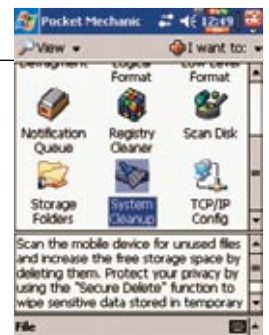 Pocket Mechanic 12:49
View I want to:
Defragment Logical Low Level
Format Format
Notification Registry Scan Disk
Queue Cleaner
Storage System TCP/IP
Folders Cleanup Config
Scan the mobile device for unused files
and increase the free storage space by
deleting them. Protect your privacy by
using the "Secure Delete" function to
wipe sensitive data stored in temporary
File